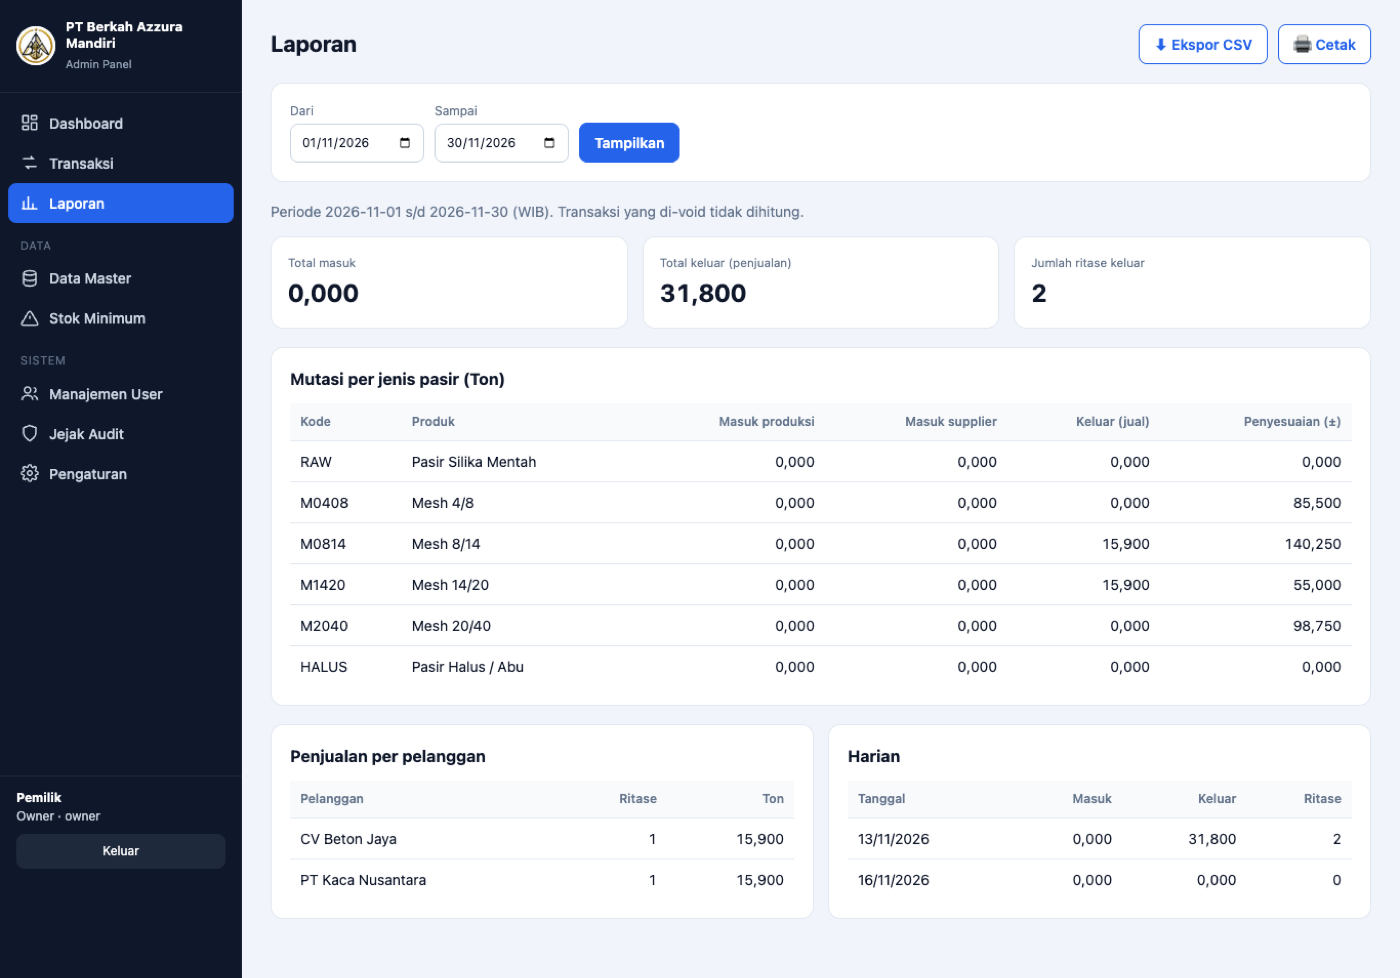 PT Berkah Azzura
Mandiri
Admin Panel
Dashboard
Transaksi
Laporan
DATA
Data Master
Stok Minimum
SISTEM
Manajemen User
Jejak Audit
Pengaturan
Pemilik
Owner · owner
Keluar
Laporan
⬇ Ekspor CSV
🖨 Cetak
Dari
Sampai
01/11/2026
30/11/2026
Tampilkan
Periode 2026-11-01 s/d 2026-11-30 (WIB). Transaksi yang di-void tidak dihitung.
Total masuk
0,000
Total keluar (penjualan)
31,800
Jumlah ritase keluar
2
Mutasi per jenis pasir (Ton)
Kode Produk Masuk produksi Masuk supplier Keluar (jual) Penyesuaian (±)
RAW Pasir Silika Mentah 0,000 0,000 0,000 0,000
M0408 Mesh 4/8 0,000 0,000 0,000 85,500
M0814 Mesh 8/14 0,000 0,000 15,900 140,250
M1420 Mesh 14/20 0,000 0,000 15,900 55,000
M2040 Mesh 20/40 0,000 0,000 0,000 98,750
HALUS Pasir Halus / Abu 0,000 0,000 0,000 0,000
Penjualan per pelanggan
Pelanggan Ritase Ton
CV Beton Jaya 1 15,900
PT Kaca Nusantara 1 15,900
Harian
Tanggal Masuk Keluar Ritase
13/11/2026 0,000 31,800 2
16/11/2026 0,000 0,000 0